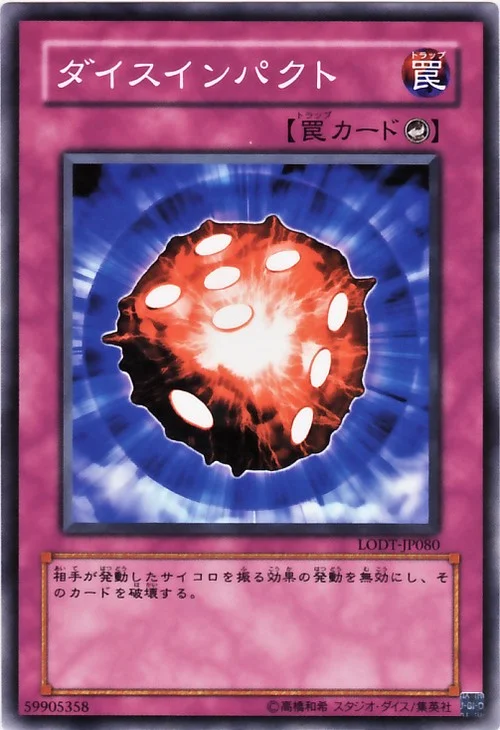 ダイスインパクト
トラップ
罠
トラップ
【罠カード】
LODT-JP080
相手が発動したサイコロを振る効果の発動を無効にし、そ
のカードを破壊する。
59905358
©高橋和希 スタジオ・ダイス/集英社